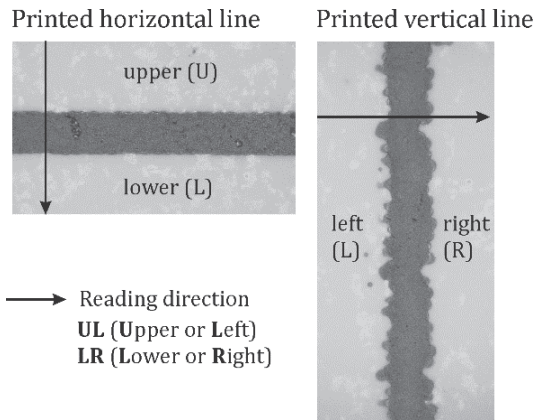 Printed horizontal line
upper (U)
lower (L)
Reading direction
UL (Upper or Left)
LR (Lower or Right)
Printed vertical line
left
(L)
right
(R)